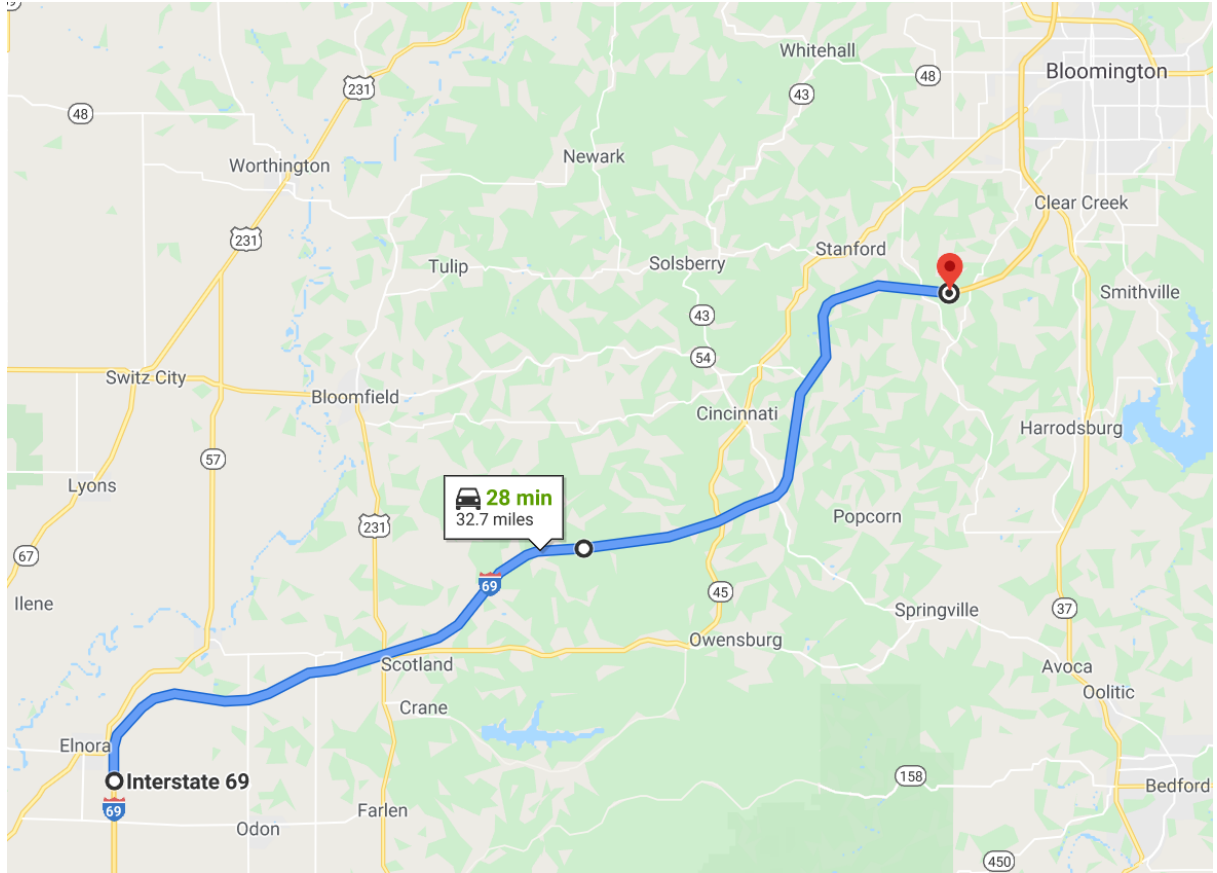 Whitehall
48
Bloomington
231
43
48
Newark
Worthington
Clear Creek
231
Stanford
Solsberry
Tulip
Smithville
43
54
Switz City
Bloomfield
Cincinnati
Harrodsburg
57
Lyons
28 min
32.7 miles
Popcorn
231
67
69
45
Ilene
Springville
37
Owensburg
Scotland
Avoca
Oolitic
Crane
Elnora
158
Interstate 69
Bedford
69
Farlen
Odon
450